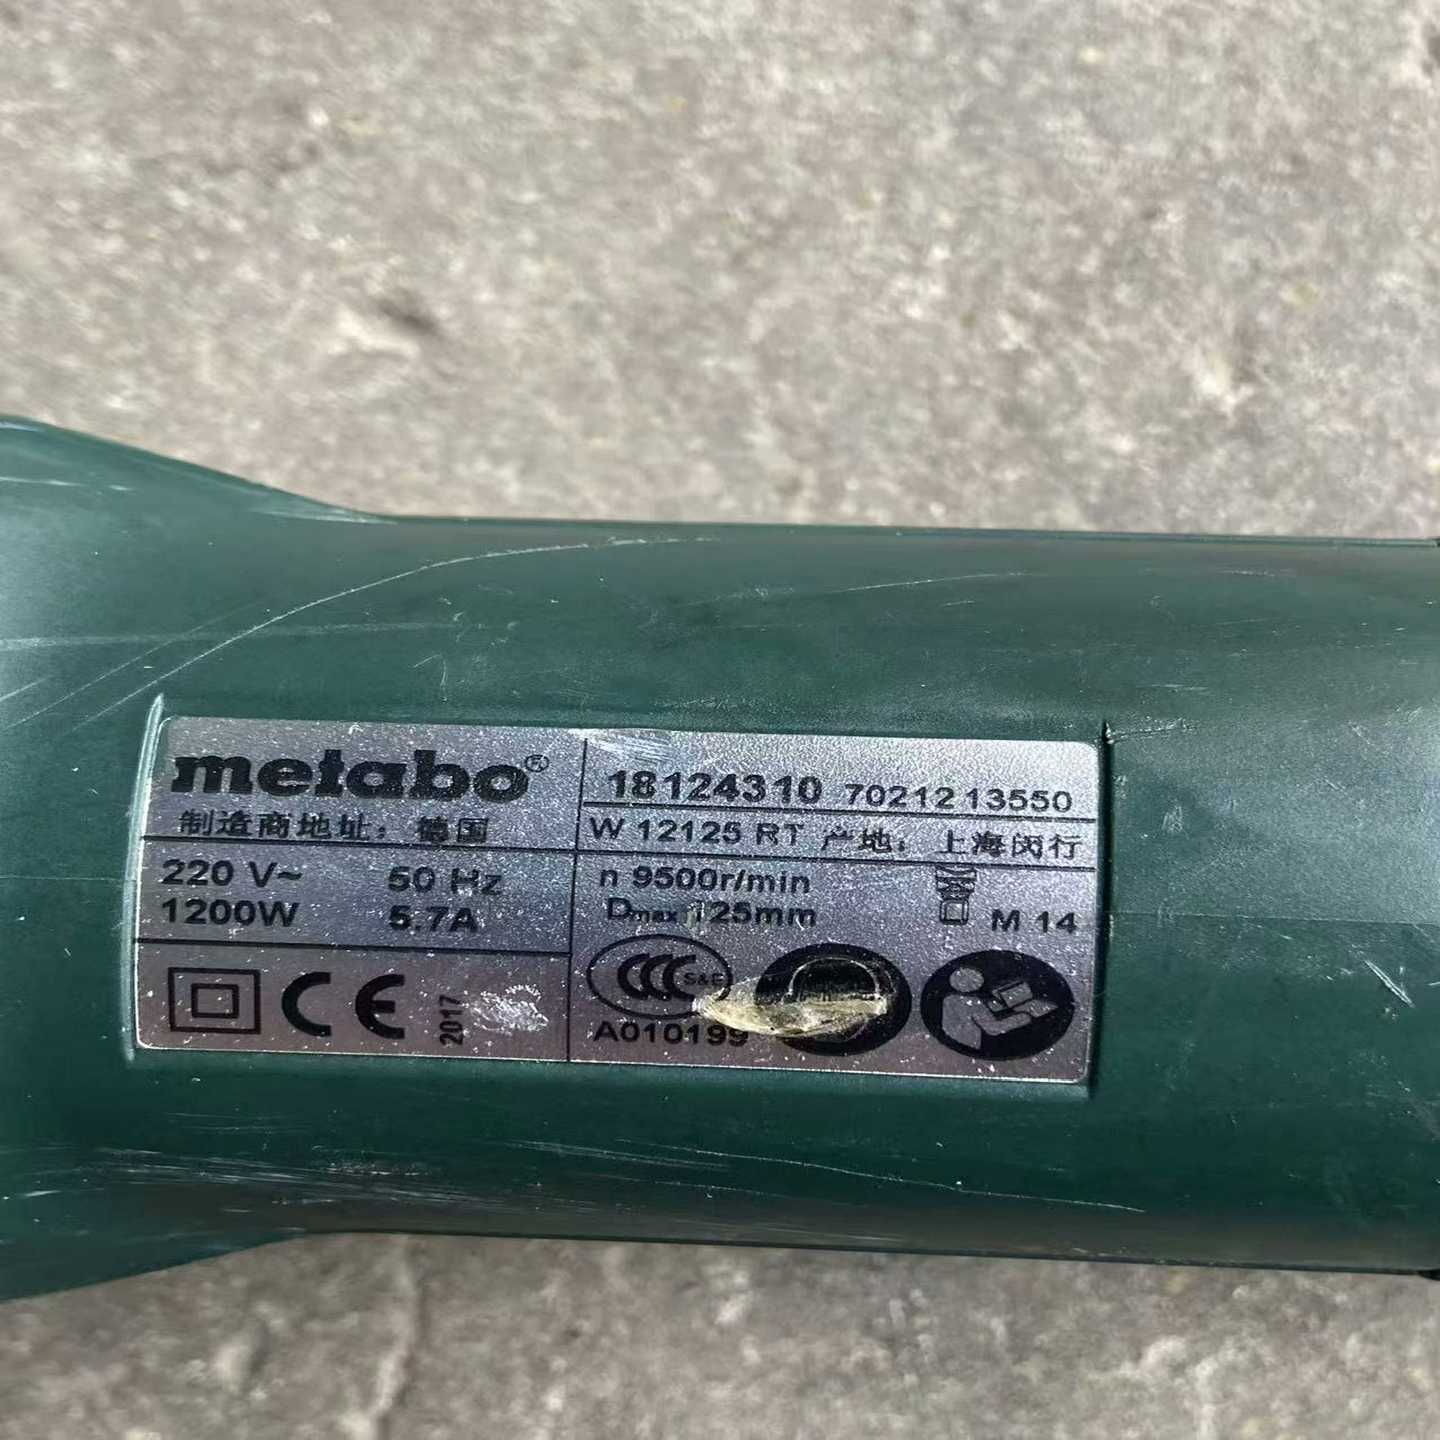 metabo®
制造商地址：德国
220 V~ 50 Hz
1200W 5.7A
CE
2017
18124310 7021213550
W 12125 RT 产地：上海闵行
n 9500r/min
Dmax 125mm
M 14
CCC S&E
A010199